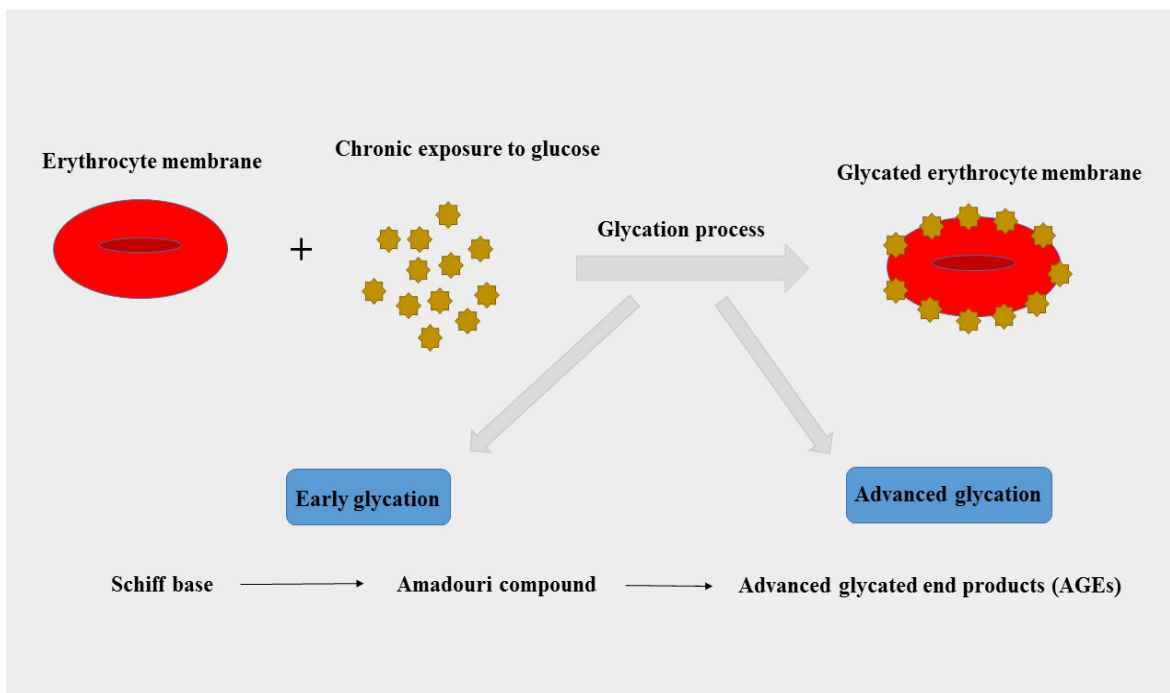 Erythrocyte membrane
Chronic exposure to glucose
Glycated erythrocyte membrane
+
Glycation process
Early glycation
Advanced glycation
Schiff base
Amadouri compound
Advanced glycated end products (AGEs)